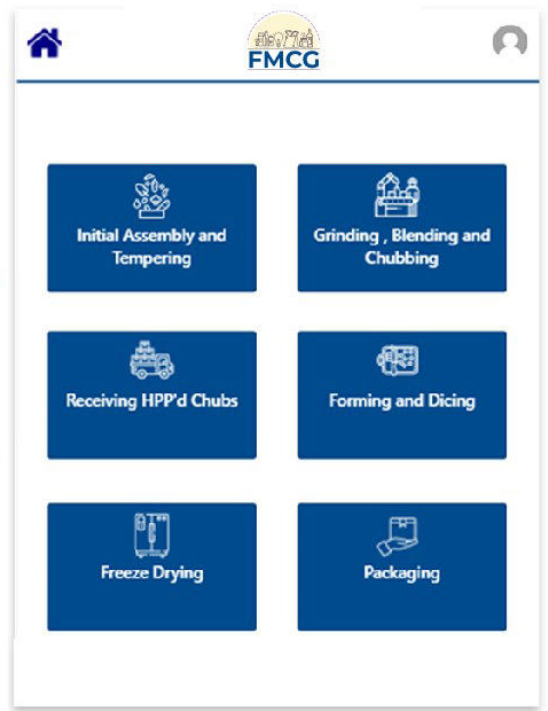 FMCG
Initial Assembly and
Tempering
Grinding , Blending and
Chubbing
Receiving HPP'd Chubs
Forming and Dicing
Freeze Drying
Packaging